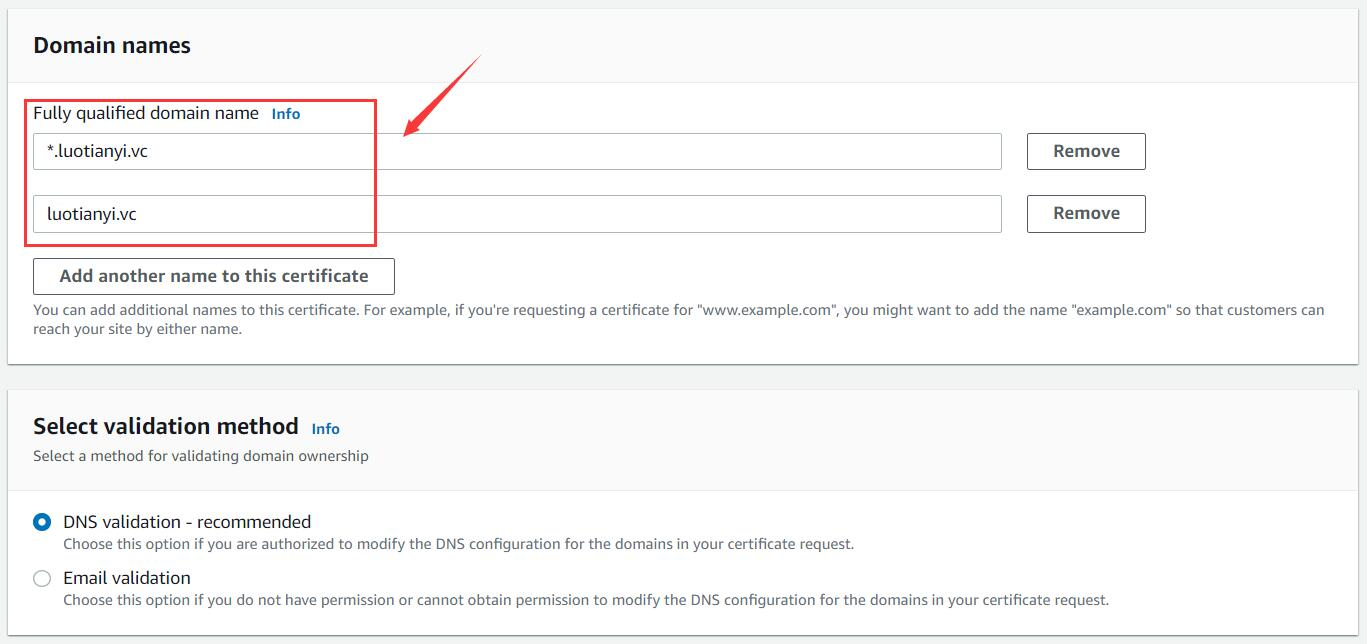 Domain names
Fully qualified domain name Info
*.luotianyi.vc Remove
luotianyi.vc Remove
Add another name to this certificate
You can add additional names to this certificate. For example, if you're requesting a certificate for "www.example.com", you might want to add the name "example.com" so that customers can
reach your site by either name.
Select validation method Info
Select a method for validating domain ownership
DNS validation - recommended
Choose this option if you are authorized to modify the DNS configuration for the domains in your certificate request.
Email validation
Choose this option if you do not have permission or cannot obtain permission to modify the DNS configuration for the domains in your certificate request.